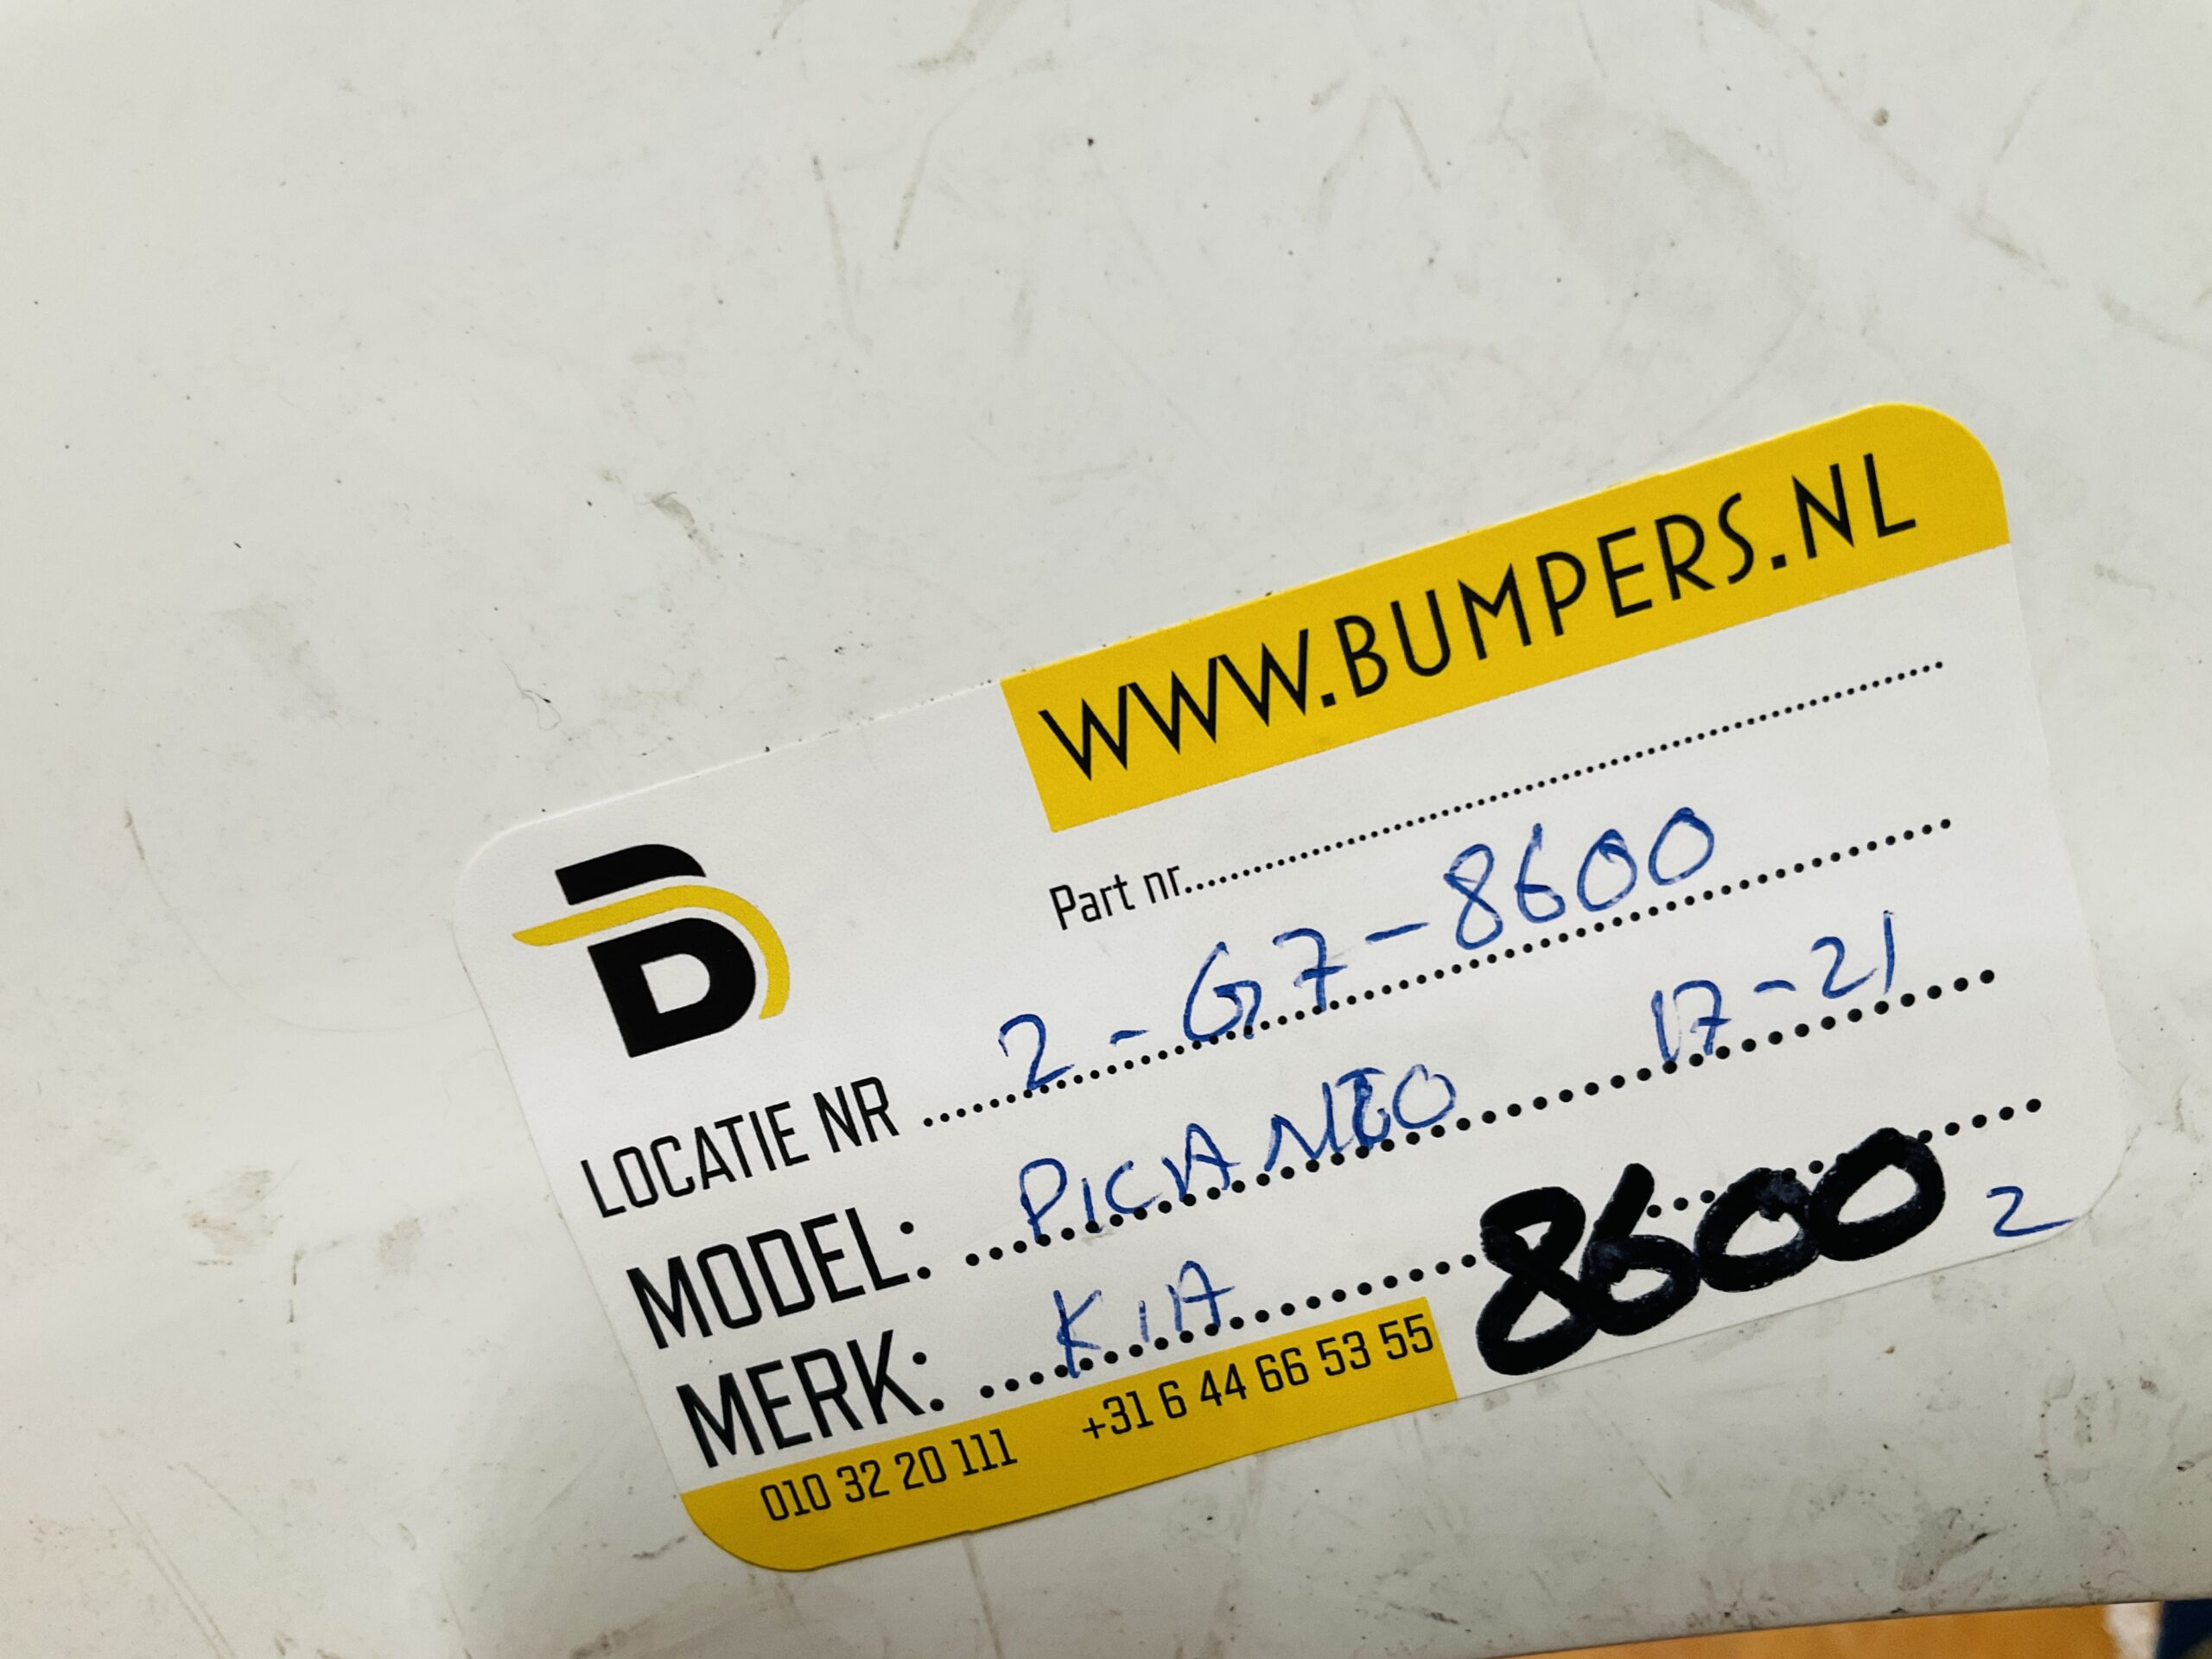 WWW.BUMPERS.NL
Part nr
LOCATIE NR 2-G7-8600
MODEL: PICANTO 17-21
MERK: KIA
8600 2
010 32 20 111 +31 6 44 66 53 55